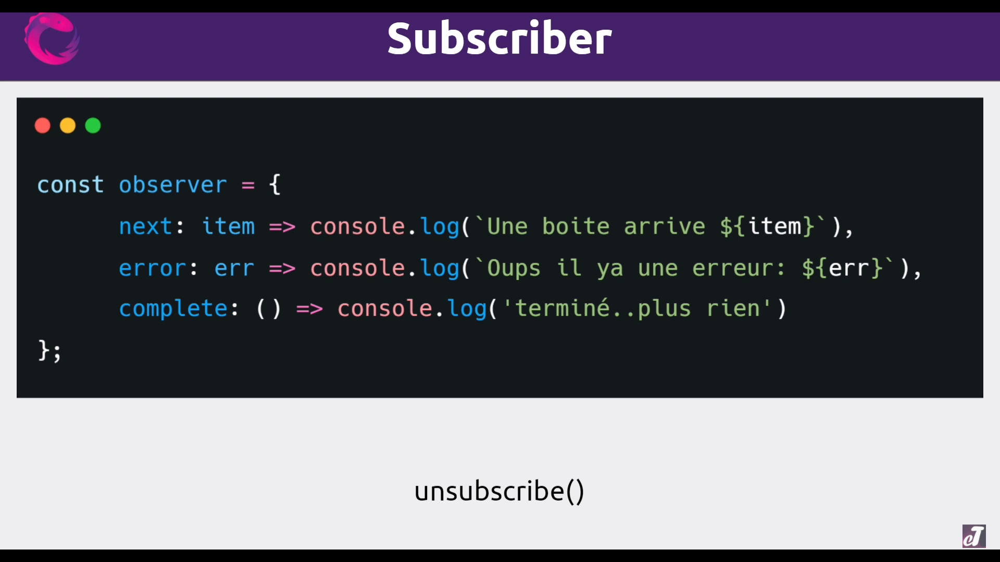 Subscriber
const observer = {
next: item => console.log(`Une boite arrive ${item}`),
error: err => console.log(`Oups il ya une erreur: ${err}`),
complete: () => console.log('terminé..plus rien')
};
unsubscribe()
eT